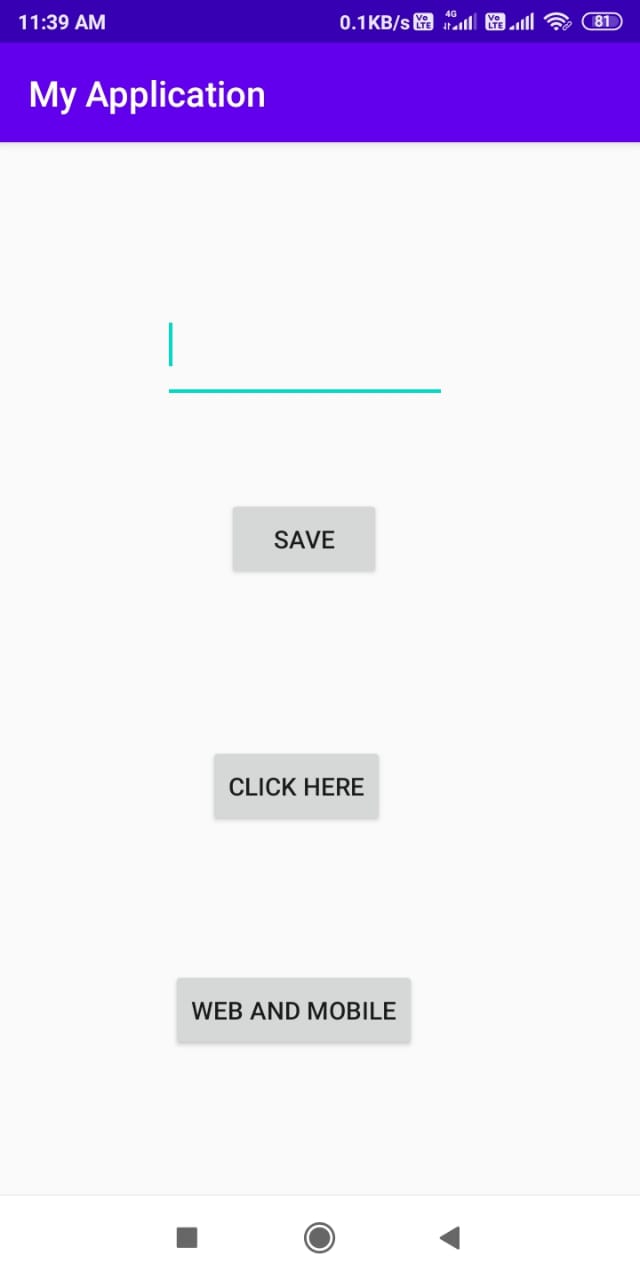 11:39 AM 0.1KB/s Vo LTE 4G Vo LTE 81
My Application
SAVE
CLICK HERE
WEB AND MOBILE